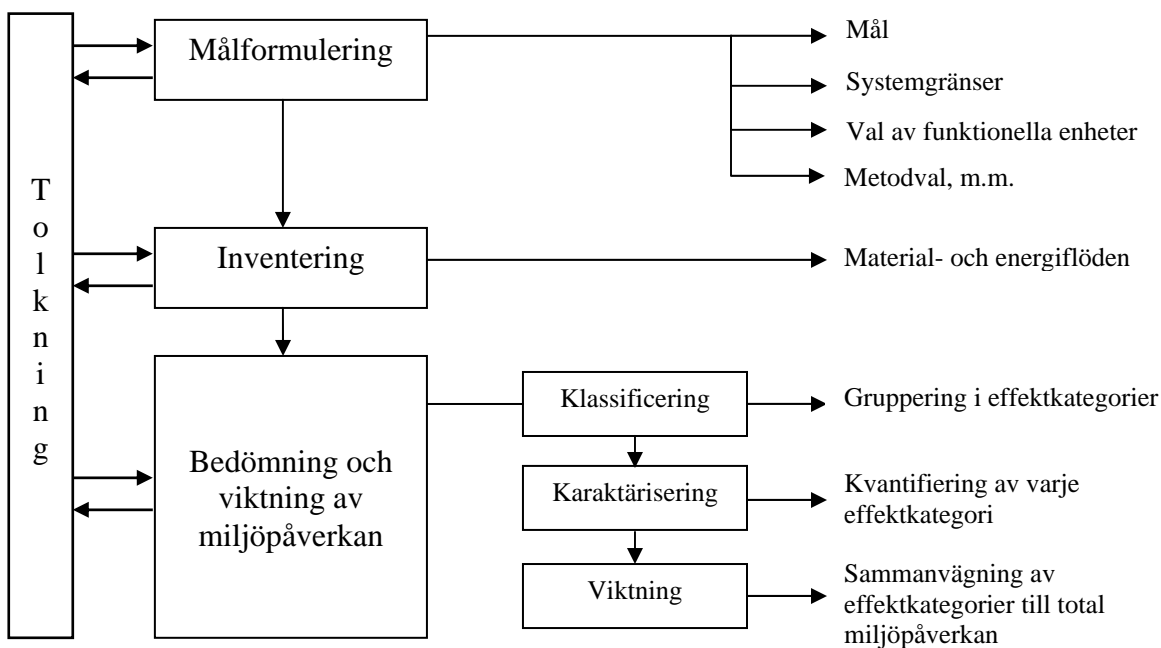 Tolkning
Målformulering
Mål
Systemgränser
Val av funktionella enheter
Metodval, m.m.
Inventering
Material- och energiflöden
Bedömning och
viktning av
miljöpåverkan
Klassificering
Gruppering i effektkategorier
Karaktärisering
Kvantifiering av varje
effektkategori
Viktning
Sammanvägning av
effektkategorier till total
miljöpåverkan